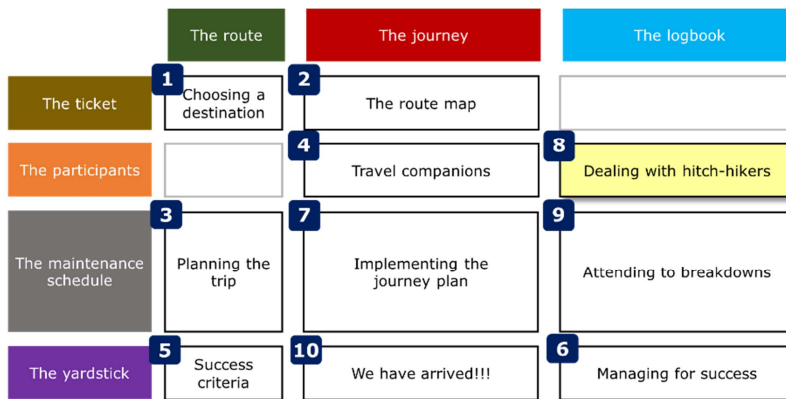 The route
The journey
The logbook
The ticket
1
Choosing a
destination
2
The route map
The participants
4
Travel companions
8
Dealing with hitch-hikers
The maintenance
schedule
3
Planning the
trip
7
Implementing the
journey plan
9
Attending to breakdowns
The yardstick
5
Success
criteria
10
We have arrived!!!
6
Managing for success